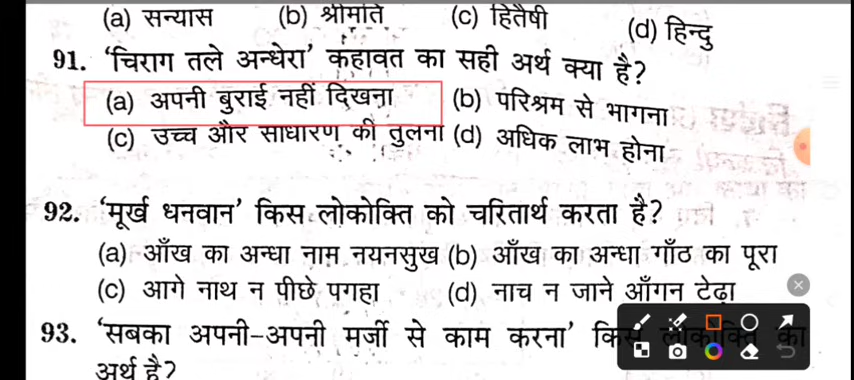 (a) सन्यास (b) श्रीमति (c) हितैषी (d) हिन्दु
91. 'चिराग तले अन्धेरा' कहावत का सही अर्थ क्या है?
(a) अपनी बुराई नहीं दिखना (b) परिश्रम से भागना
(c) उच्च और साधारण की तुलना (d) अधिक लाभ होना
92. 'मूर्ख धनवान' किस लोकोक्ति को चरितार्थ करता है?
(a) आँख का अन्धा नाम नयनसुख (b) आँख का अन्धा गाँठ का पूरा
(c) आगे नाथ न पीछे पगहा (d) नाच न जाने आँगन टेढ़ा
93. 'सबका अपनी-अपनी मर्जी से काम करना' किस लोकोक्ति का
अर्थ है?